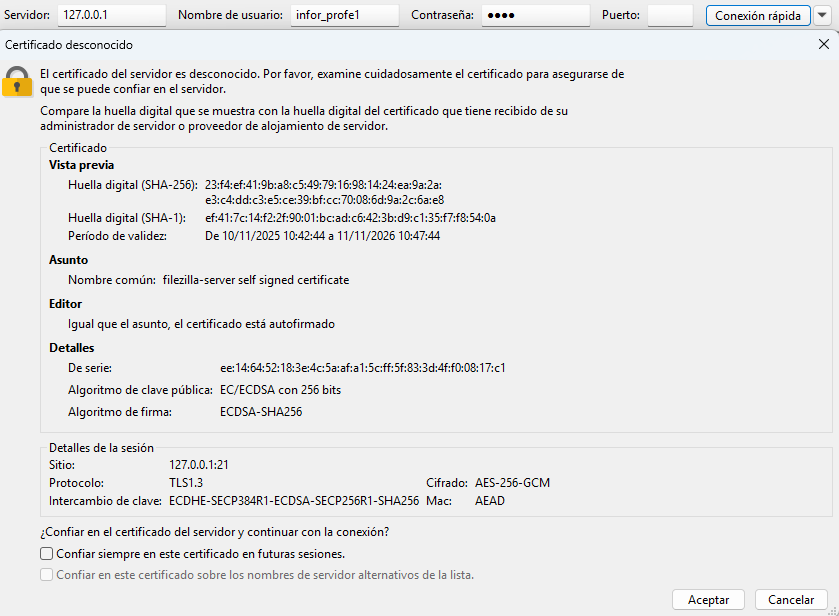 Servidor: 127.0.0.1 Nombre de usuario: infor_profe1 Contraseña: ●●●● Puerto: Conexión rápida
Certificado desconocido
El certificado del servidor es desconocido. Por favor, examine cuidadosamente el certificado para asegurarse de
que se puede confiar en el servidor.
Compare la huella digital que se muestra con la huella digital del certificado que tiene recibido de su
administrador de servidor o proveedor de alojamiento de servidor.
Certificado
Vista previa
Huella digital (SHA-256): 23:f4:ef:41:9b:a8:c5:49:79:16:98:14:24:ea:9a:2a:
e3:c4:dd:c3:e5:ce:39:bf:cc:70:08:6d:9a:2c:6a:e8
Huella digital (SHA-1): ef:41:7c:14:f2:2f:90:01:bc:ad:c6:42:3b:d9:c1:35:f7:f8:54:0a
Período de validez: De 10/11/2025 10:42:44 a 11/11/2026 10:47:44
Asunto
Nombre común: filezilla-server self signed certificate
Editor
Igual que el asunto, el certificado está autofirmado
Detalles
De serie: ee:14:64:52:18:3e:4c:5a:af:a1:5c:ff:5f:83:3d:4f:f0:08:17:c1
Algoritmo de clave pública: EC/ECDSA con 256 bits
Algoritmo de firma: ECDSA-SHA256
Detalles de la sesión
Sitio: 127.0.0.1:21
Protocolo: TLS1.3 Cifrado: AES-256-GCM
Intercambio de clave: ECDHE-SECP384R1-ECDSA-SECP256R1-SHA256 Mac: AEAD
¿Confiar en el certificado del servidor y continuar con la conexión?
Confiar siempre en este certificado en futuras sesiones.
Confiar en este certificado sobre los nombres de servidor alternativos de la lista.
Aceptar Cancelar